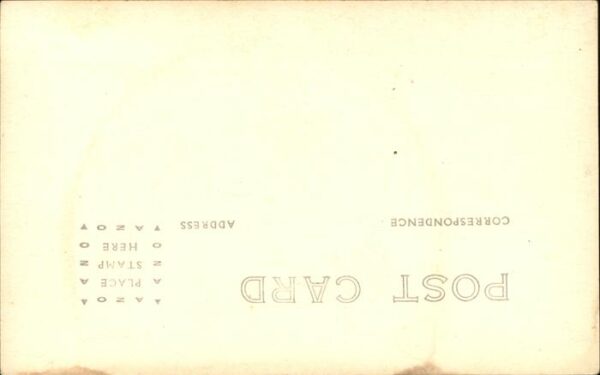 POST CARD
▲ A Z O ▲
A PLACE A
Z STAMP Z
O HERE O
▼ A Z O ▼
CORRESPONDENCE
ADDRESS